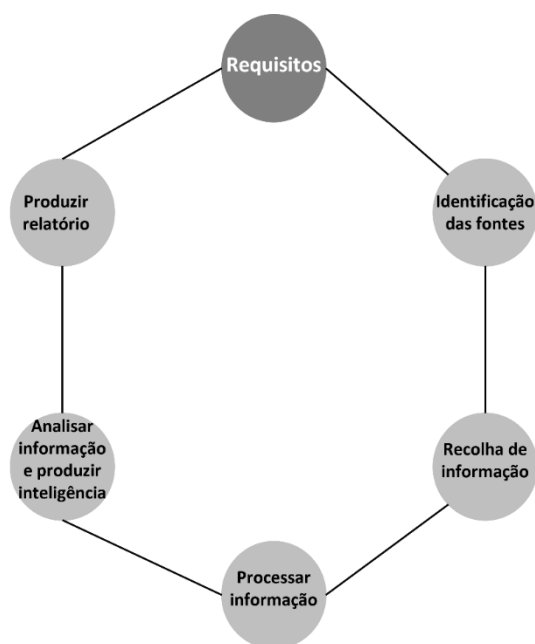 Requisitos
Identificação
das fontes
Recolha de
informação
Processar
informação
Analisar
informação
e produzir
inteligência
Produzir
relatório